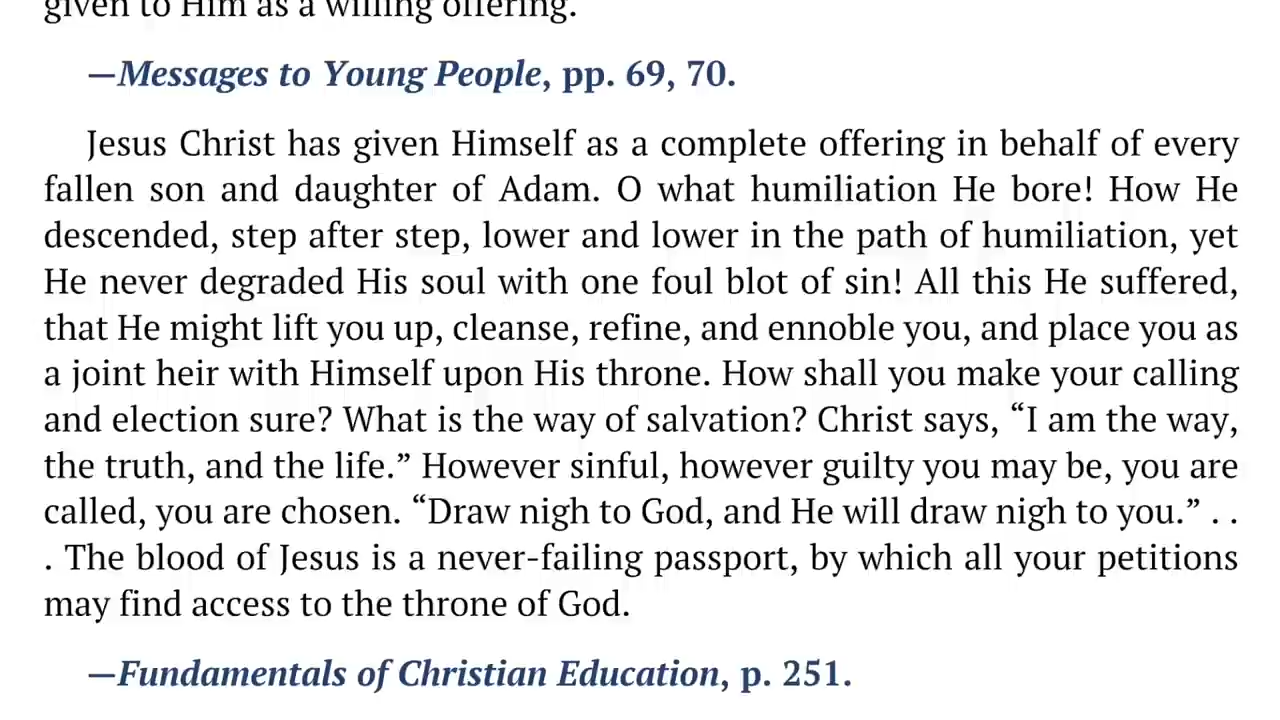 given to Him as a willing offering.
—Messages to Young People, pp. 69, 70.
Jesus Christ has given Himself as a complete offering in behalf of every
fallen son and daughter of Adam. O what humiliation He bore! How He
descended, step after step, lower and lower in the path of humiliation, yet
He never degraded His soul with one foul blot of sin! All this He suffered,
that He might lift you up, cleanse, refine, and ennoble you, and place you as
a joint heir with Himself upon His throne. How shall you make your calling
and election sure? What is the way of salvation? Christ says, “I am the way,
the truth, and the life.” However sinful, however guilty you may be, you are
called, you are chosen. “Draw nigh to God, and He will draw nigh to you.” . .
. The blood of Jesus is a never-failing passport, by which all your petitions
may find access to the throne of God.
—Fundamentals of Christian Education, p. 251.